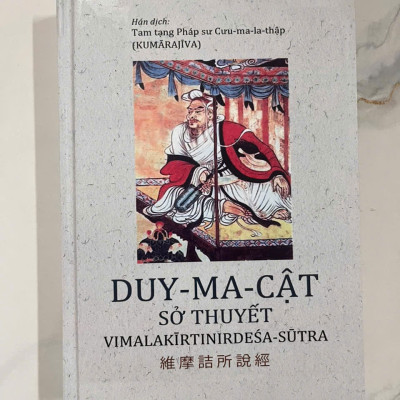 Hán dịch:
Tam tạng Pháp sư Cưu-ma-la-thập
(KUMĀRAJĪVA)
DUY-MA-CẬT
SỞ THUYẾT
VIMALAKĪRTINIRDEŚA-SŪTRA
維摩詰所說經